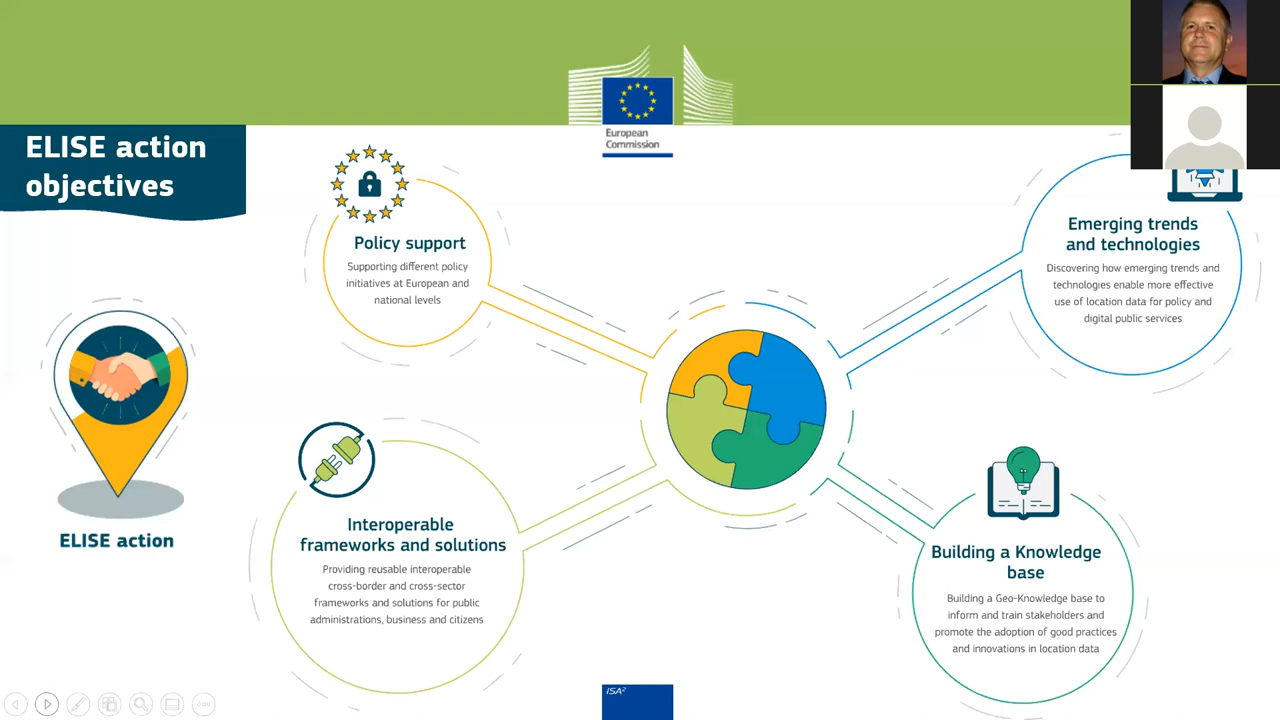 European
Commission
ELISE action
objectives
Policy support
Supporting different policy
initiatives at European and
national levels
Emerging trends
and technologies
Discovering how emerging trends and
technologies enable more effective
use of location data for policy and
digital public services
ELISE action
Interoperable
frameworks and solutions
Providing reusable interoperable
cross-border and cross-sector
frameworks and solutions for public
administrations, business and citizens
Building a Knowledge
base
Building a Geo-Knowledge base to
inform and train stakeholders and
promote the adoption of good practices
and innovations in location data
ISA²